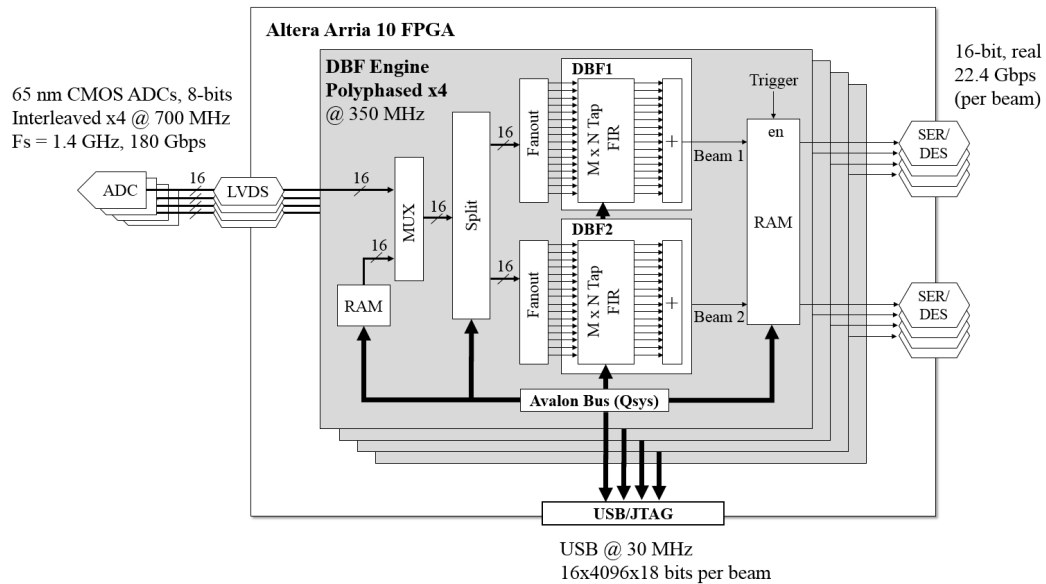 Altera Arria 10 FPGA
65 nm CMOS ADCs, 8-bits
Interleaved x4 @ 700 MHz
Fs = 1.4 GHz, 180 Gbps
DBF Engine
Polyphased x4
@ 350 MHz
16-bit, real
22.4 Gbps
(per beam)
ADC
16
LVDS
16
16
RAM
MUX
16
Split
16
Fanout
DBF1
M x N Tap
FIR
+
Beam 1
16
Fanout
DBF2
M x N Tap
FIR
+
Beam 2
Trigger
en
RAM
SER/
DES
SER/
DES
Avalon Bus (Qsys)
USB/JTAG
USB @ 30 MHz
16x4096x18 bits per beam